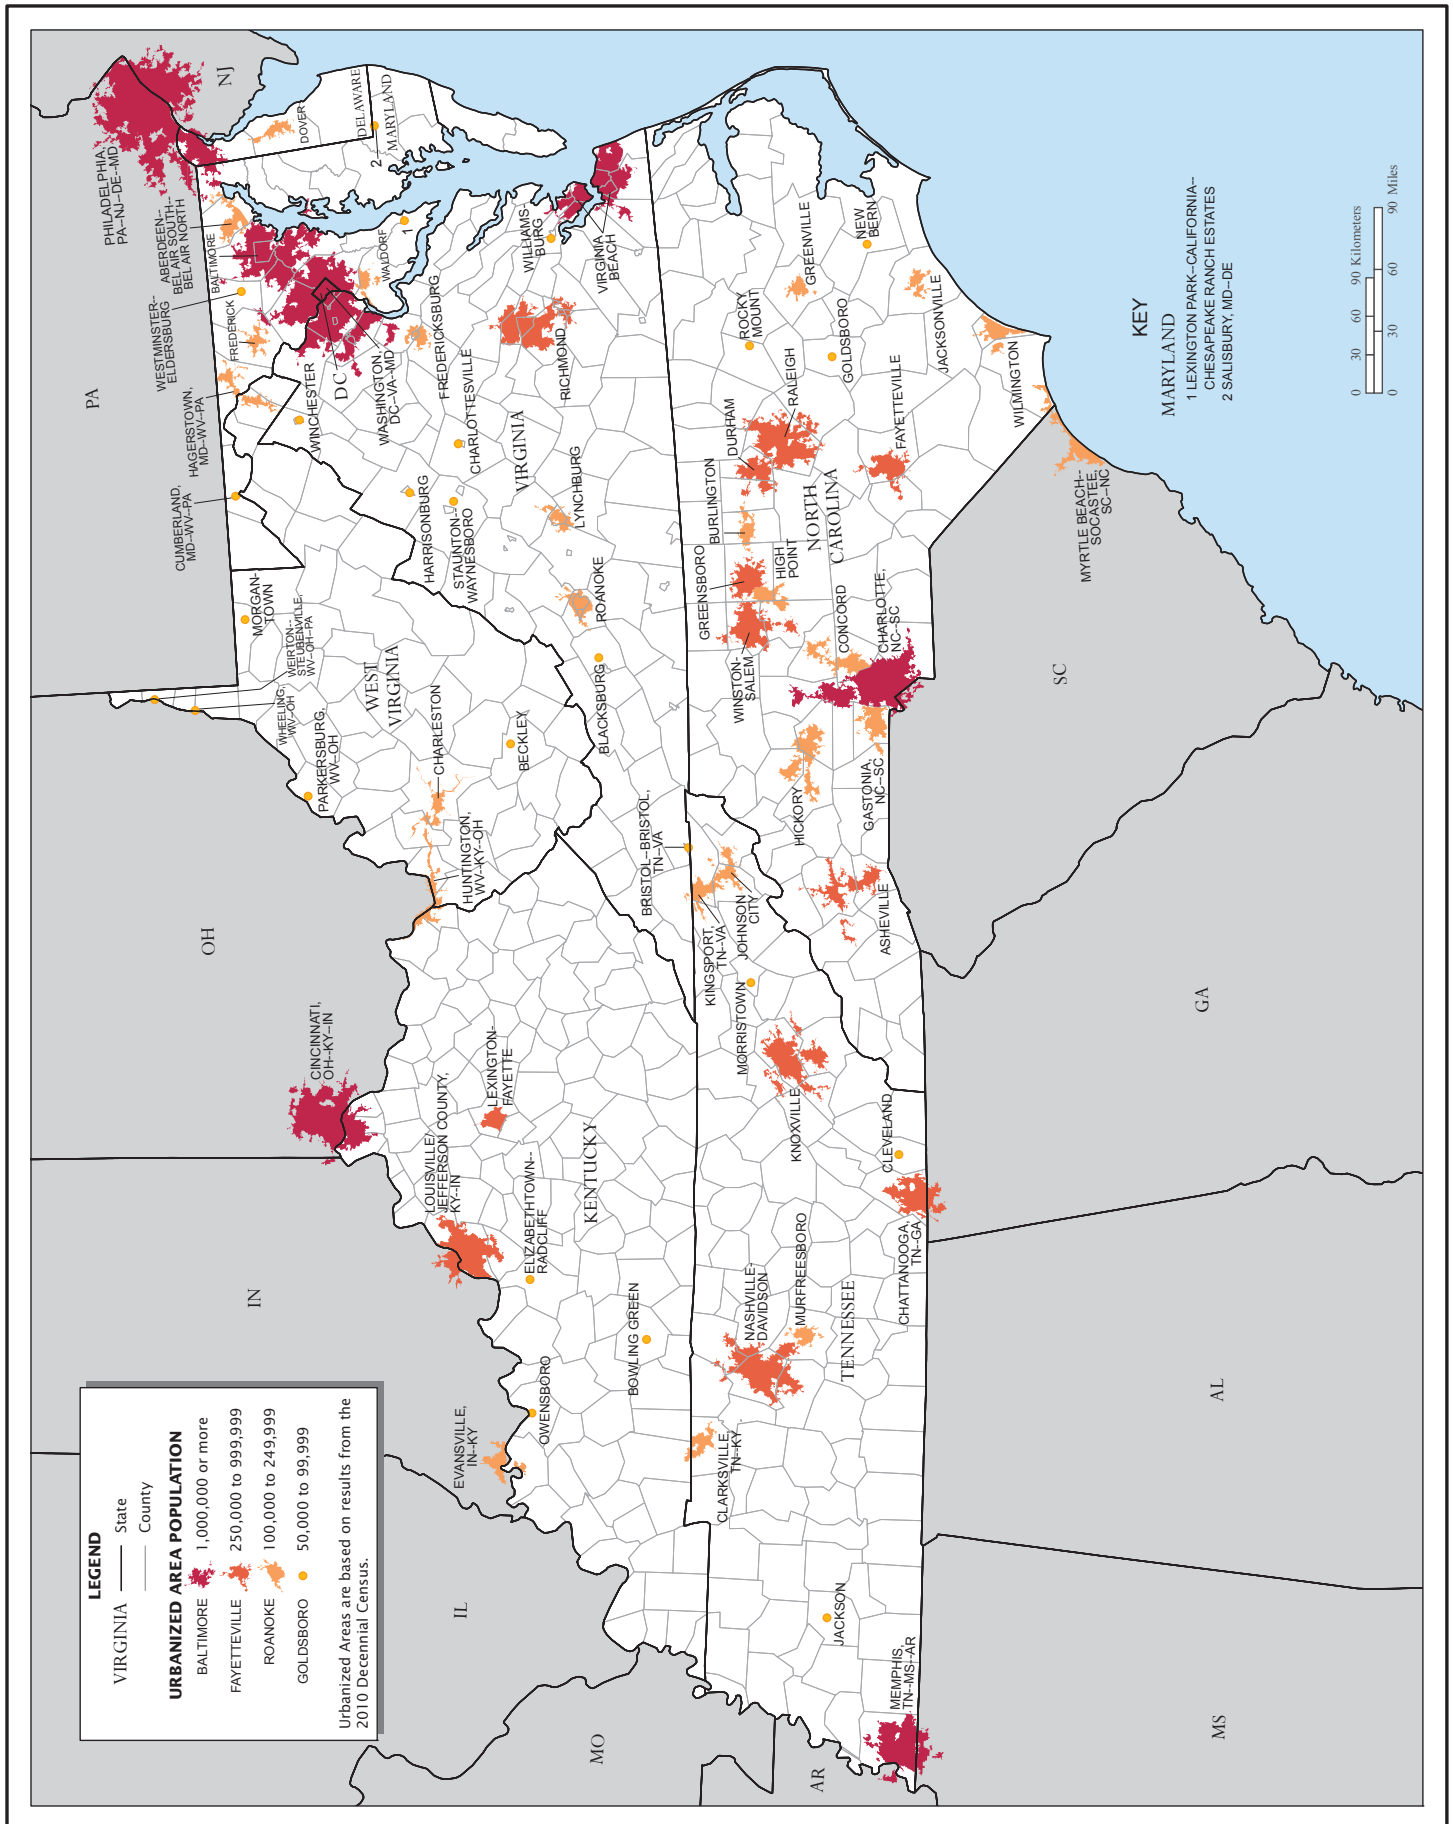 LEGEND
VIRGINIA
State
County
URBANIZED AREA POPULATION
BALTIMORE
1,000,000 or more
FAYETTEVILLE
250,000 to 999,999
ROANOKE
100,000 to 249,999
GOLDSBORO
50,000 to 99,999
Urbanized Areas are based on results from the
2010 Decennial Census.
IL
IN
OH
PA
NJ
MO
AR
MS
AL
GA
SC
EVANSVILLE,
IN--KY
OWENSBORO
BOWLING GREEN
ELIZABETHTOWN--
RADCLIFF
LOUISVILLE/
JEFFERSON COUNTY,
KY--IN
LEXINGTON-
FAYETTE
KENTUCKY
CINCINNATI,
OH--KY--IN
HUNTINGTON,
WV--KY--OH
CHARLESTON
BECKLEY
PARKERSBURG,
WV--OH
WHEELING,
WV--OH
WEIRTON--
STEUBENVILLE,
WV--OH--PA
MORGAN-
TOWN
WEST
VIRGINIA
CUMBERLAND,
MD--WV--PA
HAGERSTOWN,
MD--WV--PA
WESTMINSTER--
ELDERSBURG
FREDERICK
BALTIMORE
ABERDEEN--
BEL AIR SOUTH--
BEL AIR NORTH
PHILADELPHIA,
PA--NJ--DE--MD
DOVER
DELAWARE
MARYLAND
2
1
WALDORF
WINCHESTER
DC
WASHINGTON,
DC--VA--MD
FREDERICKSBURG
CHARLOTTESVILLE
HARRISONBURG
STAUNTON--
WAYNESBORO
VIRGINIA
RICHMOND
WILLIAMS-
BURG
VIRGINIA
BEACH
LYNCHBURG
ROANOKE
BLACKSBURG
BRISTOL--BRISTOL,
TN--VA
KINGSPORT,
TN--VA
JOHNSON
CITY
MORRISTOWN
KNOXVILLE
CLEVELAND
CHATTANOOGA,
TN--GA
MURFREESBORO
NASHVILLE-
DAVIDSON
TENNESSEE
CLARKSVILLE,
TN--KY
JACKSON
MEMPHIS,
TN--MS--AR
ASHEVILLE
HICKORY
GASTONIA,
NC--SC
CHARLOTTE,
NC--SC
CONCORD
WINSTON-
SALEM
GREENSBORO
HIGH
POINT
BURLINGTON
DURHAM
RALEIGH
NORTH
CAROLINA
FAYETTEVILLE
ROCKY
MOUNT
GOLDSBORO
GREENVILLE
NEW
BERN
JACKSONVILLE
WILMINGTON
MYRTLE BEACH--
SOCASTEE,
SC--NC
KEY
MARYLAND
1 LEXINGTON PARK--CALIFORNIA--
CHESAPEAKE RANCH ESTATES
2 SALISBURY, MD--DE
0 30 60 90 Kilometers
0 30 60 90 Miles